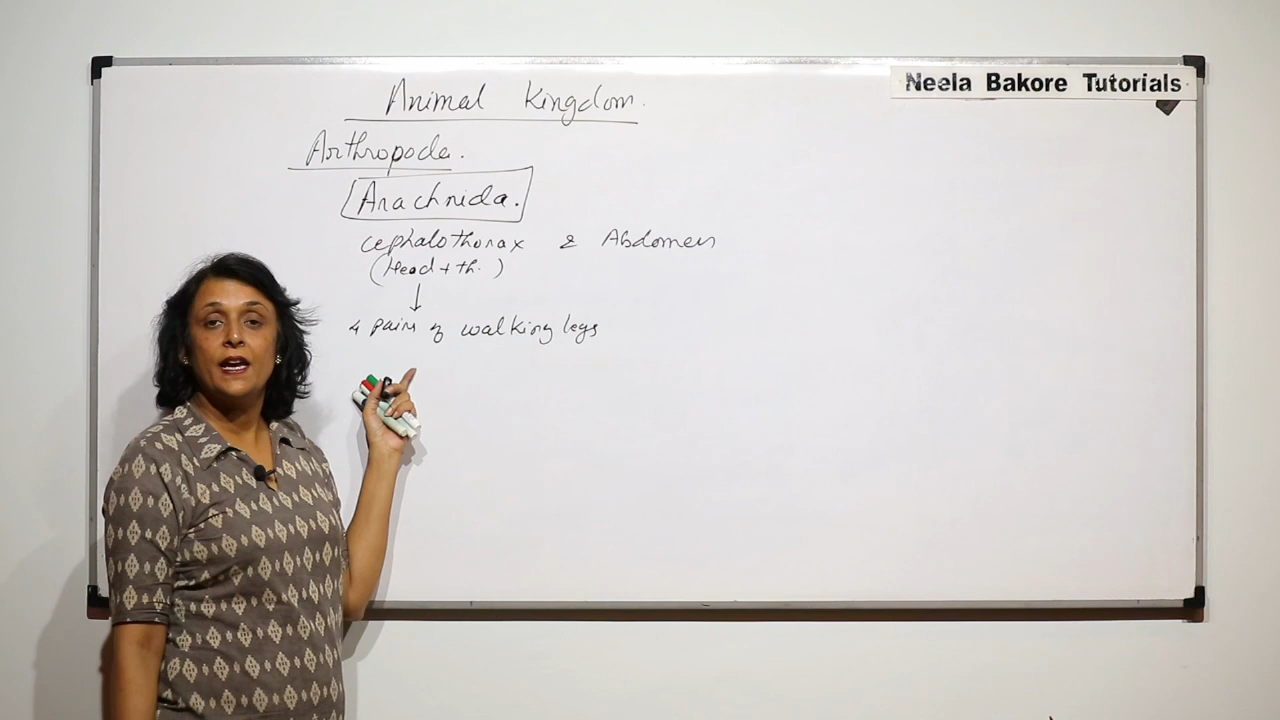 Neela Bakore Tutorials
Animal Kingdom.
Arthropoda.
Arachnida.
Cephalothorax & Abdomen
(Head + th.)
↓
4 pairs of walking legs